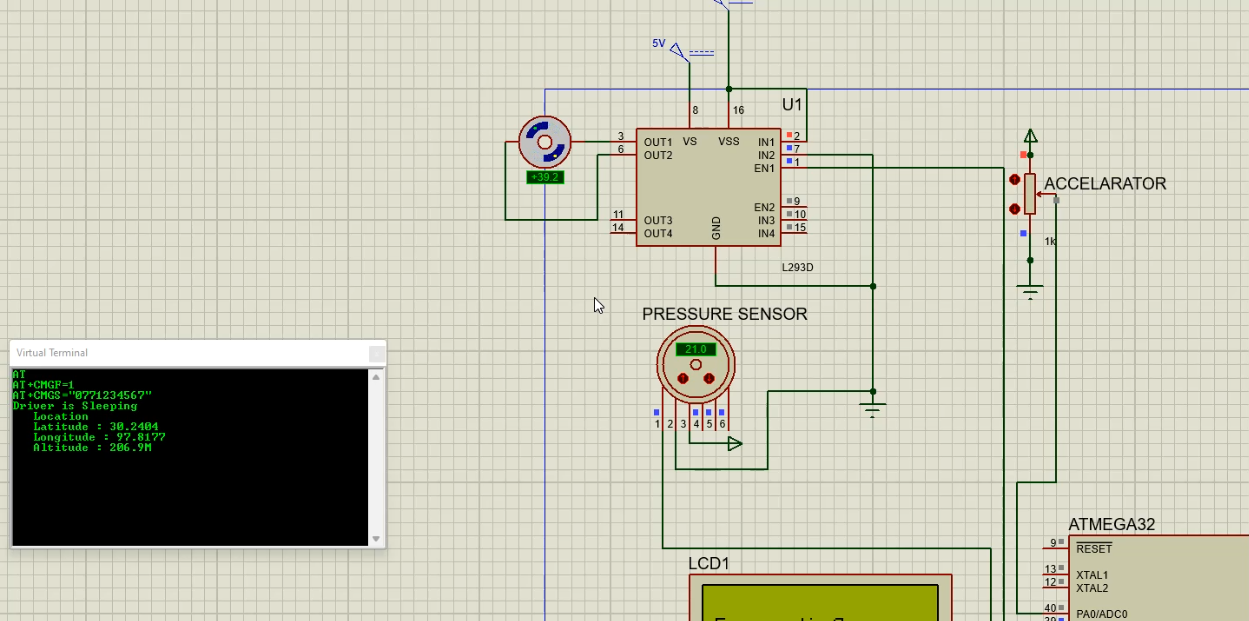 5V
8
16
U1
3
OUT1
VS
VSS
IN1
2
6
OUT2
IN2
7
EN1
1
+39.2
ACCELARATOR
EN2
9
11
OUT3
GND
IN3
10
14
OUT4
IN4
15
1k
L293D
PRESSURE SENSOR
21.0
1 2 3 4 5 6
Virtual Terminal
AT
AT+CMGF=1
AT+CMGS="0771234567"
Driver is Sleeping
Location
Latitude : 30.2404
Longitude : 97.8177
Altitude : 206.9M
ATMEGA32
9
RESET
LCD1
13
XTAL1
12
XTAL2
40
PA0/ADC0